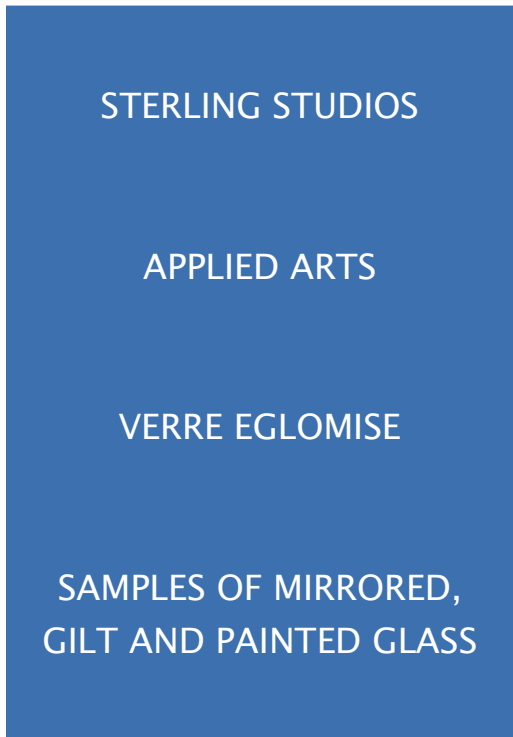 STERLING STUDIOS
APPLIED ARTS
VERRE EGLOMISE
SAMPLES OF MIRRORED,
GILT AND PAINTED GLASS